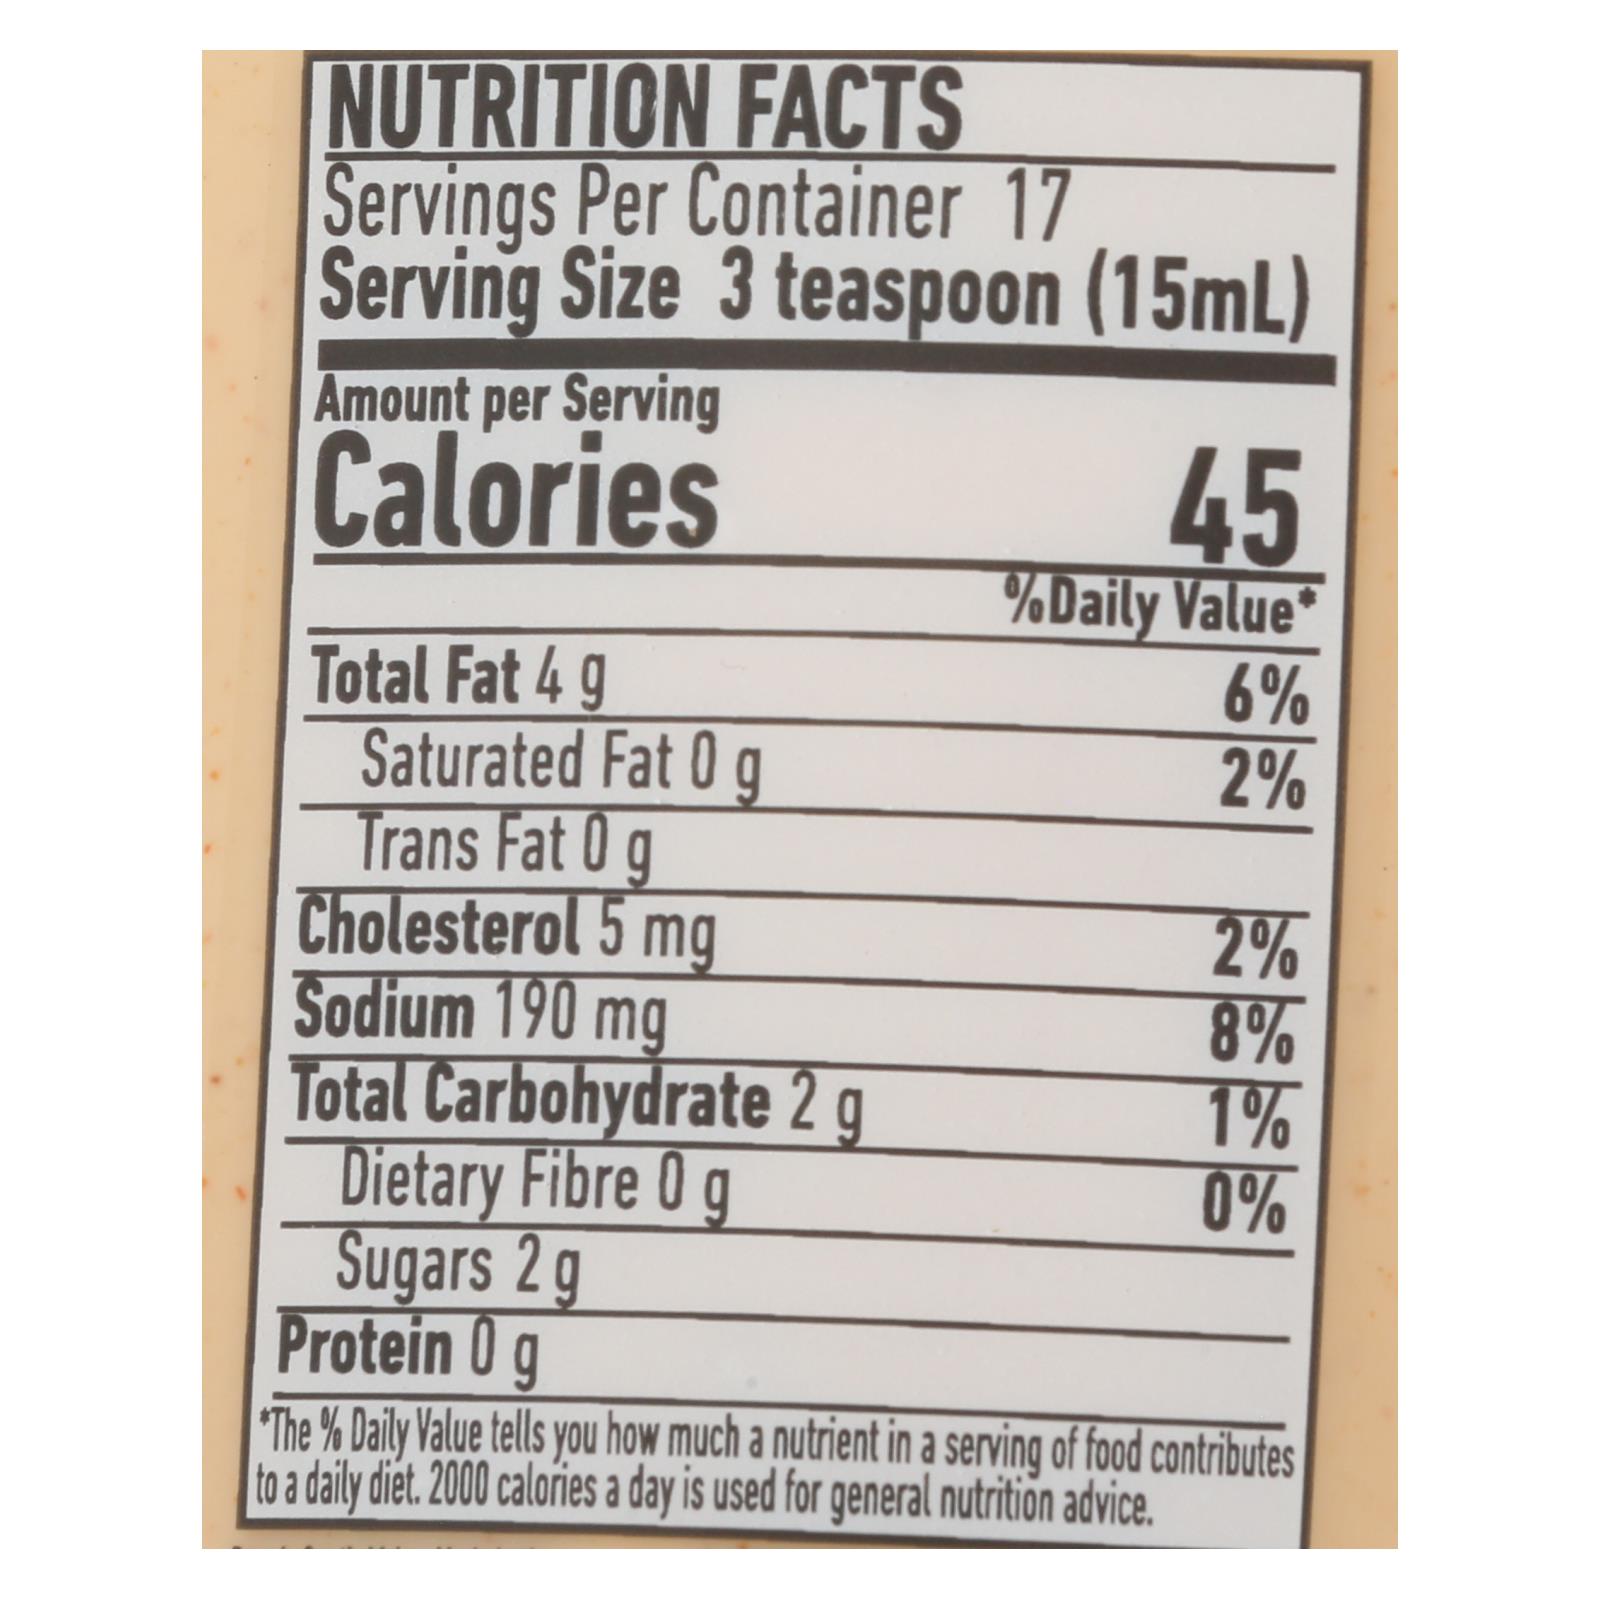 NUTRITION FACTS
Servings Per Container 17
Serving Size 3 teaspoon (15mL)
Amount per Serving
Calories 45
%Daily Value*
Total Fat 4 g 6%
Saturated Fat 0 g 2%
Trans Fat 0 g
Cholesterol 5 mg 2%
Sodium 190 mg 8%
Total Carbohydrate 2 g 1%
Dietary Fibre 0 g 0%
Sugars 2 g
Protein 0 g
*The % Daily Value tells you how much a nutrient in a serving of food contributes
to a daily diet. 2000 calories a day is used for general nutrition advice.